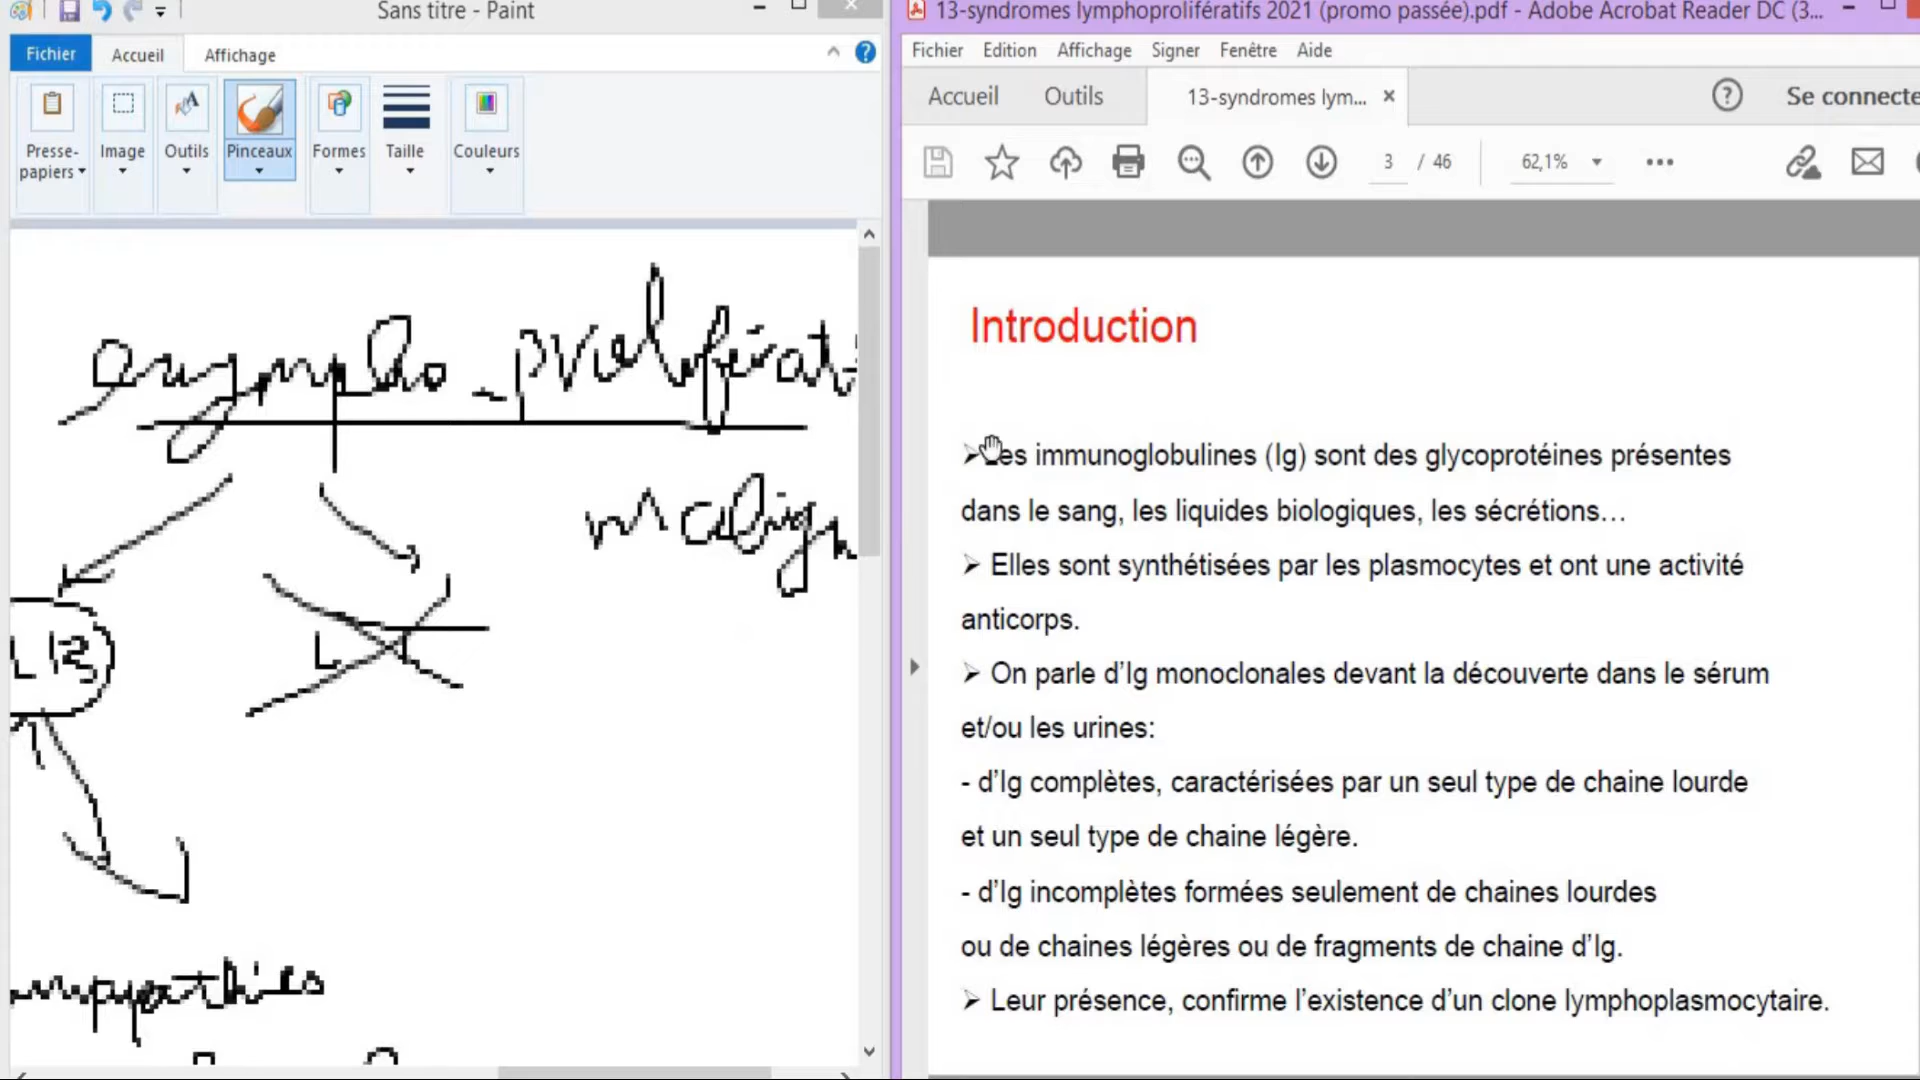 Sans titre - Paint
Fichier
Accueil
Affichage
Presse-
papiers
Image
Outils
Pinceaux
Formes
Taille
Couleurs
malign
13-syndromes lymphoprolifératifs 2021 (promo passée).pdf - Adobe Acrobat Reader DC (3...
Fichier Edition Affichage Signer Fenêtre Aide
Accueil
Outils
13-syndromes lym...
Se connecte
3 / 46
62,1%
Introduction
➢Les immunoglobulines (Ig) sont des glycoprotéines présentes
dans le sang, les liquides biologiques, les sécrétions…
➢ Elles sont synthétisées par les plasmocytes et ont une activité
anticorps.
➢ On parle d’Ig monoclonales devant la découverte dans le sérum
et/ou les urines:
- d’Ig complètes, caractérisées par un seul type de chaine lourde
et un seul type de chaine légère.
- d’Ig incomplètes formées seulement de chaines lourdes
ou de chaines légères ou de fragments de chaine d’Ig.
➢ Leur présence, confirme l’existence d’un clone lymphoplasmocytaire.